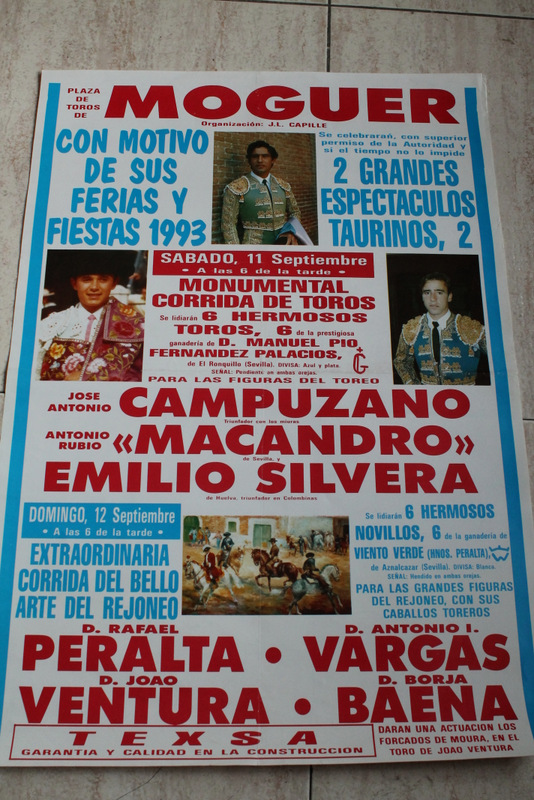 PLAZA
DE
TOROS
DE
MOGUER
Organización: J.L. CAPILLE
CON MOTIVO
DE SUS
FERIAS Y
FIESTAS 1993
Se celebrarán, con superior
permiso de la Autoridad y
si el tiempo no lo impide
2 GRANDES
ESPECTACULOS
TAURINOS, 2
SABADO, 11 Septiembre
• A las 6 de la tarde •
MONUMENTAL
CORRIDA DE TOROS
Se lidiarán 6 HERMOSOS
TOROS, 6 de la prestigiosa
ganadería de D. MANUEL PIO
FERNANDEZ PALACIOS,
de El Ronquillo (Sevilla). DIVISA: Azul y plata.
SEÑAL: Pendiente en ambas orejas.
PARA LAS FIGURAS DEL TOREO
JOSE
ANTONIO CAMPUZANO
Triunfador con los miuras
ANTONIO
RUBIO «MACANDRO»
de Sevilla, y
EMILIO SILVERA
de Huelva, triunfador en Colombinas
DOMINGO, 12 Septiembre
• A las 6 de la tarde •
EXTRAORDINARIA
CORRIDA DEL BELLO
ARTE DEL REJONEO
Se lidiarán 6 HERMOSOS
NOVILLOS, 6 de la ganadería de
VIENTO VERDE (HNOS. PERALTA),
de Aznalcazar (Sevilla). DIVISA: Blanca.
SEÑAL: Hendido en ambas orejas.
PARA LAS GRANDES FIGURAS
DEL REJONEO, CON SUS
CABALLOS TOREROS
D. RAFAEL
PERALTA •
D. ANTONIO I.
VARGAS
D. JOAO
VENTURA •
D. BORJA
BAENA
TEXSA
GARANTIA Y CALIDAD EN LA CONSTRUCCION
DARAN UNA ACTUACION LOS
FORCADOS DE MOURA, EN EL
TORO DE JOAO VENTURA